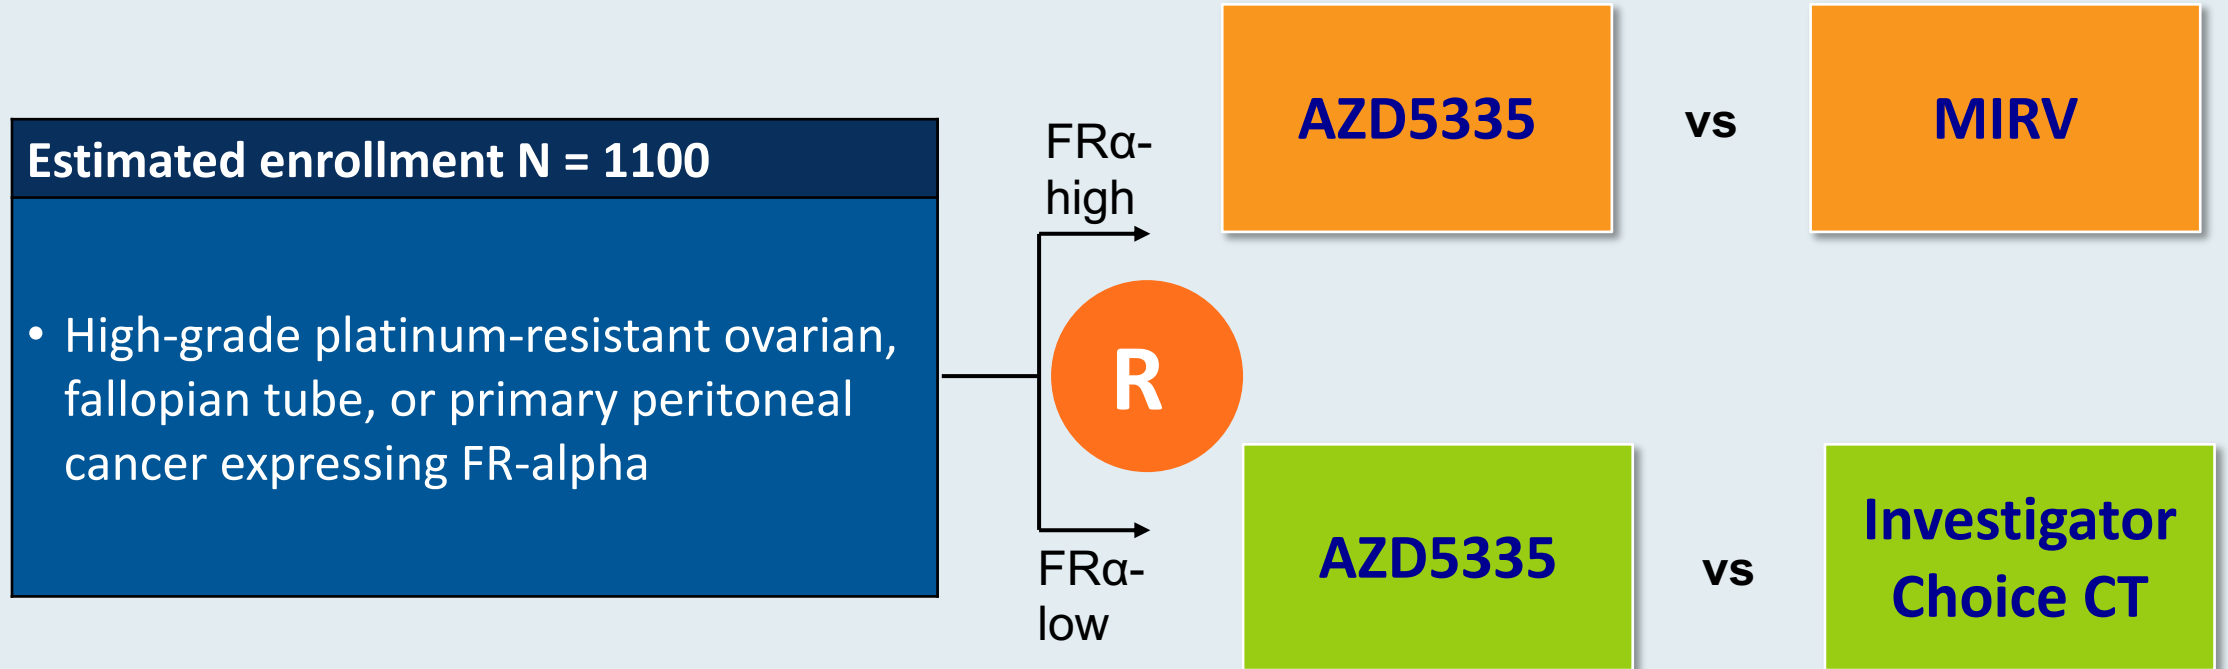 Estimated enrollment N = 1100
• High-grade platinum-resistant ovarian,
fallopian tube, or primary peritoneal
cancer expressing FR-alpha
FRα-
high
AZD5335
vs
MIRV
R
FRα-
low
AZD5335
vs
Investigator
Choice CT